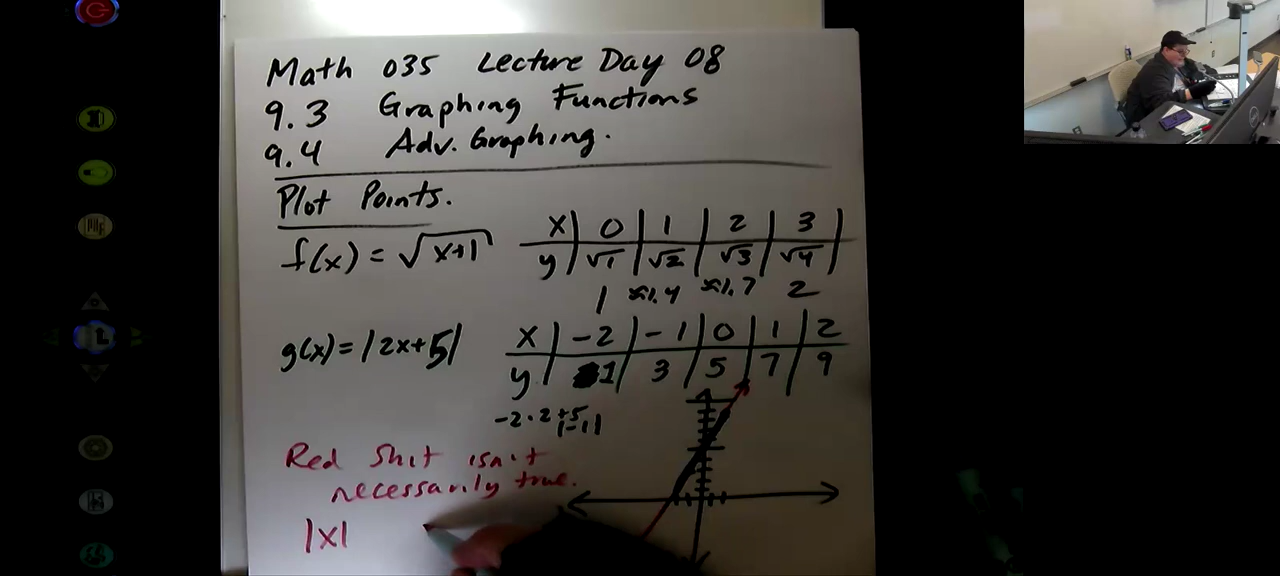 Math 035 Lecture Day 08
9.3 Graphing Functions
9.4 Adv. Graphing.
Plot Points.
f(x) = √x+1
x | 0 | 1 | 2 | 3
y | √1 | √2 | √3 | √4
1 ≈1.4 ≈1.7 2
g(x) = |2x+5|
x | -2 | -1 | 0 | 1 | 2
y | 1 | 3 | 5 | 7 | 9
-2·2+5
|-1|
Red Shit isn't
necessarily true.
|x|